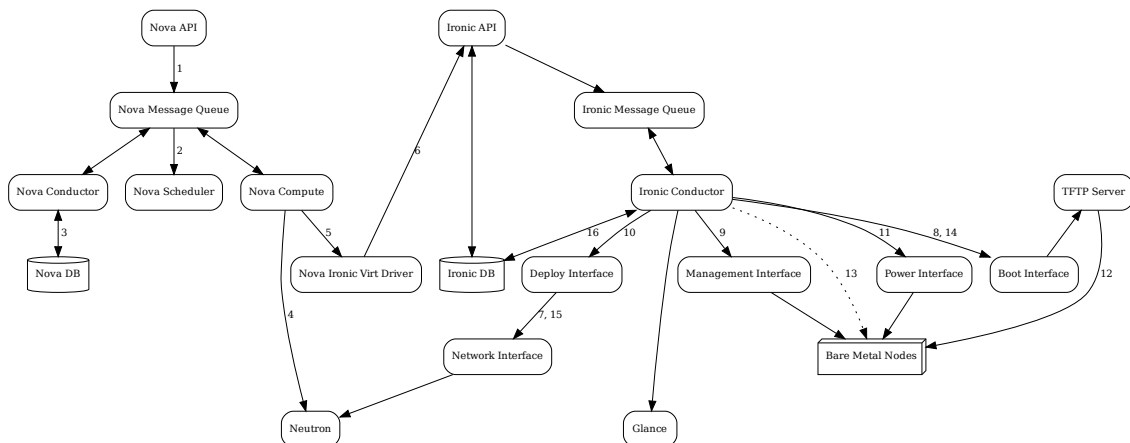 Nova API
Ironic API
1
Nova Message Queue
Ironic Message Queue
2
6
Nova Conductor
Nova Scheduler
Nova Compute
Ironic Conductor
TFTP Server
3
5
16
10
9
11
8, 14
Nova DB
Nova Ironic Virt Driver
Ironic DB
Deploy Interface
Management Interface
13
Power Interface
Boot Interface
12
4
7, 15
Network Interface
Bare Metal Nodes
Neutron
Glance